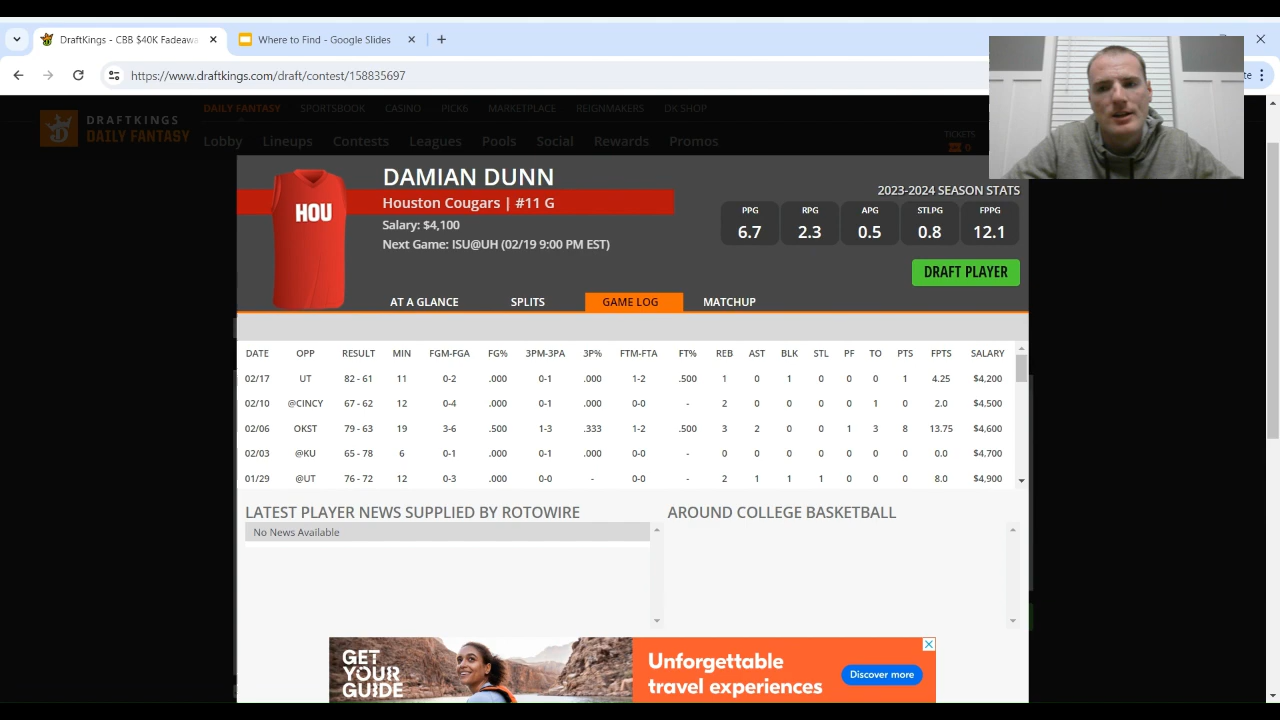 DraftKings - CBB $40K Fadeawa
Where to Find - Google Slides
https://www.draftkings.com/draft/contest/158835697
DAILY FANTASY SPORTSBOOK CASINO PICK6 MARKETPLACE REIGNMAKERS DK SHOP
DRAFTKINGS
DAILY FANTASY
Lobby Lineups Contests Leagues Pools Social Rewards Promos
TICKETS
0
DAMIAN DUNN
Houston Cougars | #11 G
Salary: $4,100
Next Game: ISU@UH (02/19 9:00 PM EST)
HOU
2023-2024 SEASON STATS
PPG RPG APG STLPG FPPG
6.7 2.3 0.5 0.8 12.1
DRAFT PLAYER
AT A GLANCE SPLITS GAME LOG MATCHUP
DATE OPP RESULT MIN FGM-FGA FG% 3PM-3PA 3P% FTM-FTA FT% REB AST BLK STL PF TO PTS FPTS SALARY
02/17 UT 82 - 61 11 0-2 .000 0-1 .000 1-2 .500 1 0 1 0 0 0 1 4.25 $4,200
02/10 @CINCY 67 - 62 12 0-4 .000 0-1 .000 0-0 - 2 0 0 0 0 1 0 2.0 $4,500
02/06 OKST 79 - 63 19 3-6 .500 1-3 .333 1-2 .500 3 2 0 0 1 3 8 13.75 $4,600
02/03 @KU 65 - 78 6 0-1 .000 0-1 .000 0-0 - 0 0 0 0 0 0 0 0.0 $4,700
01/29 @UT 76 - 72 12 0-3 .000 0-0 - 0-0 - 2 1 1 1 0 0 0 8.0 $4,900
LATEST PLAYER NEWS SUPPLIED BY ROTOWIRE
No News Available
AROUND COLLEGE BASKETBALL
GET
YOUR
GUIDE
Unforgettable
travel experiences
Discover more